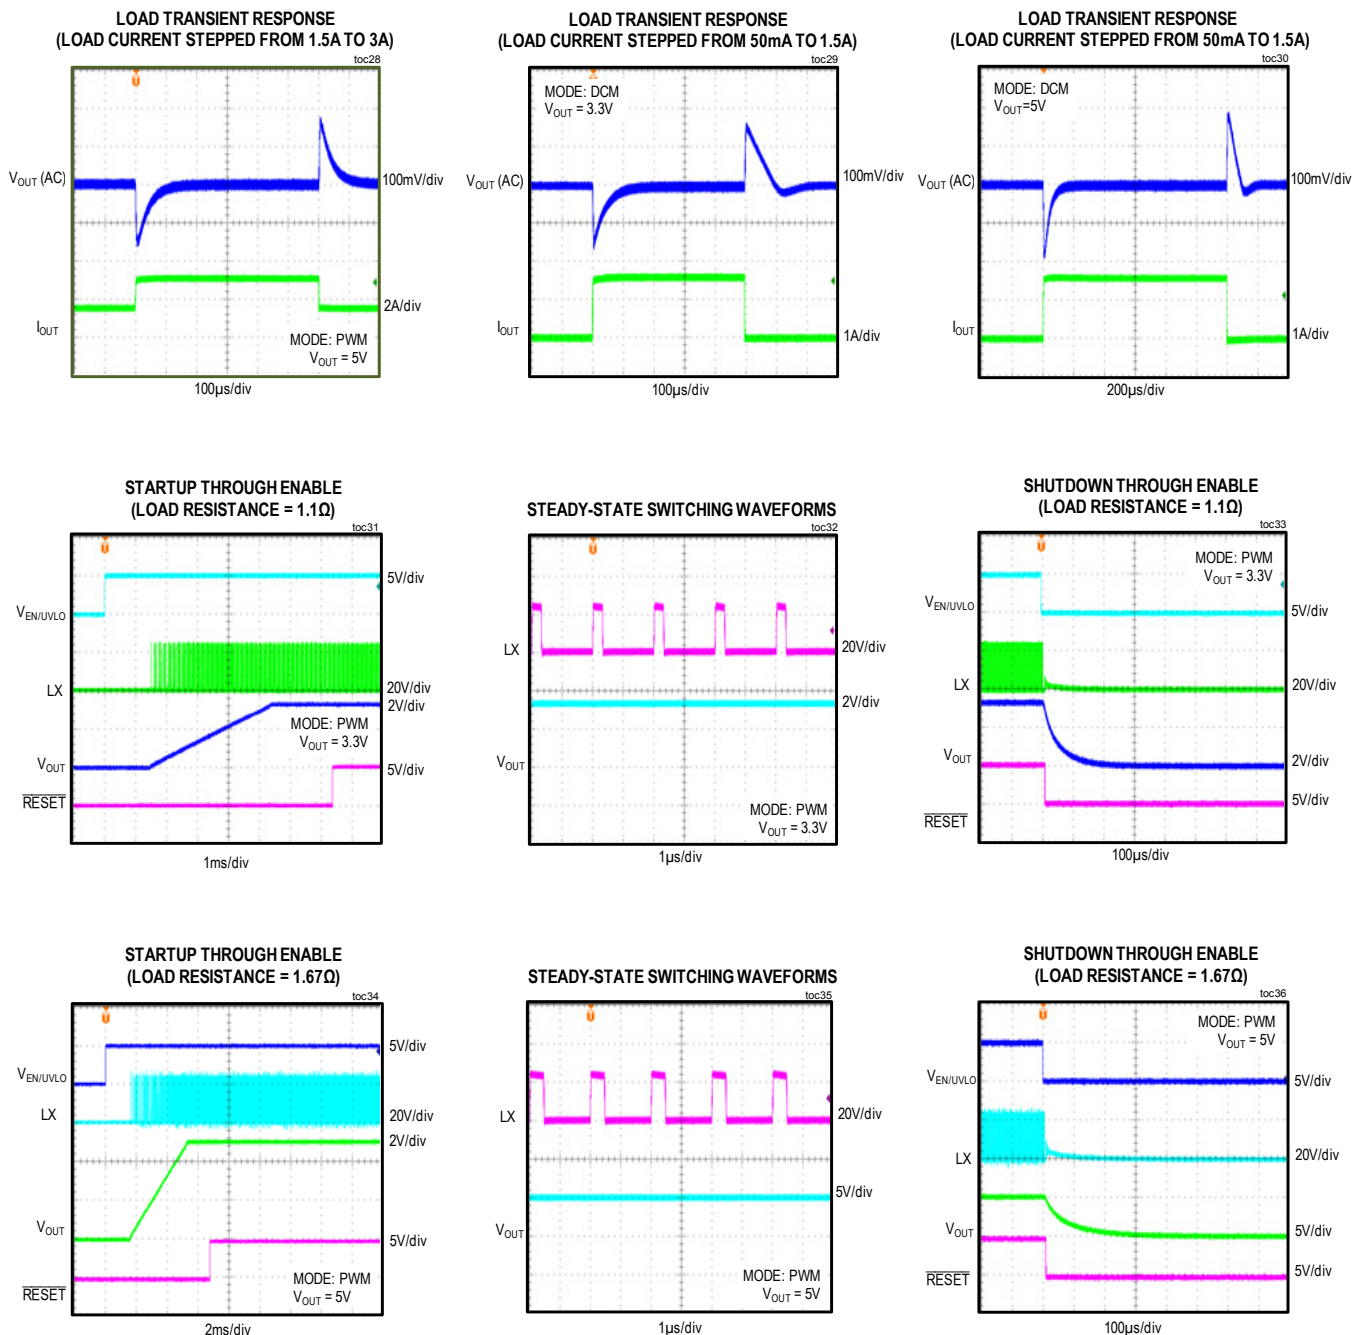 LOAD TRANSIENT RESPONSE
(LOAD CURRENT STEPPED FROM 1.5A TO 3A)
toc28
VOUT (AC)
100mV/div
2A/div
IOUT
MODE: PWM
VOUT = 5V
100µs/div
LOAD TRANSIENT RESPONSE
(LOAD CURRENT STEPPED FROM 50mA TO 1.5A)
toc29
MODE: DCM
VOUT = 3.3V
VOUT (AC)
100mV/div
IOUT
1A/div
100µs/div
LOAD TRANSIENT RESPONSE
(LOAD CURRENT STEPPED FROM 50mA TO 1.5A)
toc30
MODE: DCM
VOUT=5V
VOUT (AC)
100mV/div
IOUT
1A/div
200µs/div
STARTUP THROUGH ENABLE
(LOAD RESISTANCE = 1.1Ω)
toc31
5V/div
VEN/UVLO
LX
20V/div
2V/div
MODE: PWM
VOUT = 3.3V
VOUT
5V/div
RESET
1ms/div
STEADY-STATE SWITCHING WAVEFORMS
toc32
LX
20V/div
2V/div
VOUT
MODE: PWM
VOUT = 3.3V
1µs/div
SHUTDOWN THROUGH ENABLE
(LOAD RESISTANCE = 1.1Ω)
toc33
MODE: PWM
VOUT = 3.3V
VEN/UVLO
5V/div
LX
20V/div
VOUT
2V/div
5V/div
RESET
100µs/div
STARTUP THROUGH ENABLE
(LOAD RESISTANCE = 1.67Ω)
toc34
5V/div
VEN/UVLO
LX
20V/div
2V/div
VOUT
5V/div
RESET
MODE: PWM
VOUT = 5V
2ms/div
STEADY-STATE SWITCHING WAVEFORMS
toc35
LX
20V/div
5V/div
VOUT
MODE: PWM
VOUT = 5V
1µs/div
SHUTDOWN THROUGH ENABLE
(LOAD RESISTANCE = 1.67Ω)
toc36
MODE: PWM
VOUT = 5V
VEN/UVLO
5V/div
LX
20V/div
VOUT
5V/div
RESET
5V/div
100µs/div